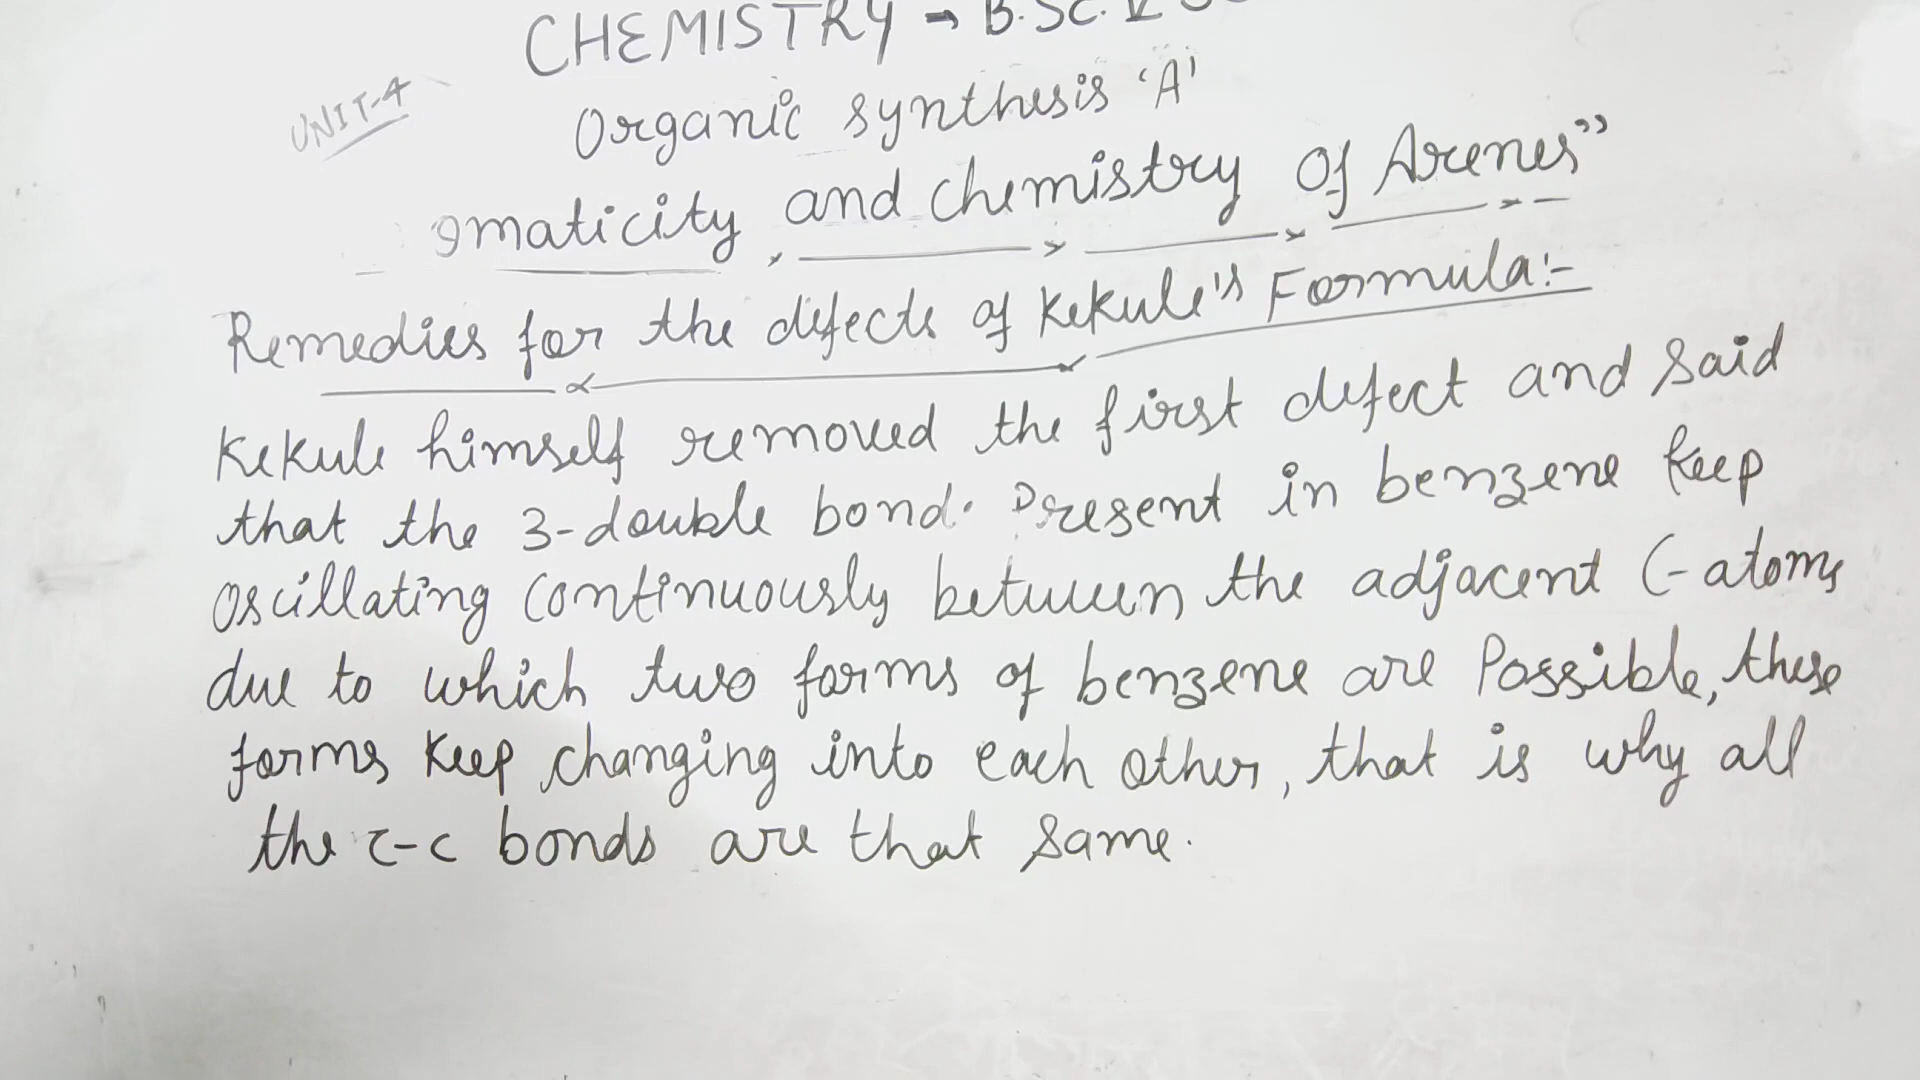 CHEMISTRY → B.Sc. V
UNIT-4
Organic synthesis 'A'
omaticity and chemistry Of Arenes"
Remedies for the defects of Kekule's Formula:-
Kekule himself removed the first defect and said
that the 3-double bond. Present in benzene keep
oscillating continuously between the adjacent C-atoms
due to which two forms of benzene are Possible, these
forms keep changing into each other, that is why all
the c-c bonds are that same.